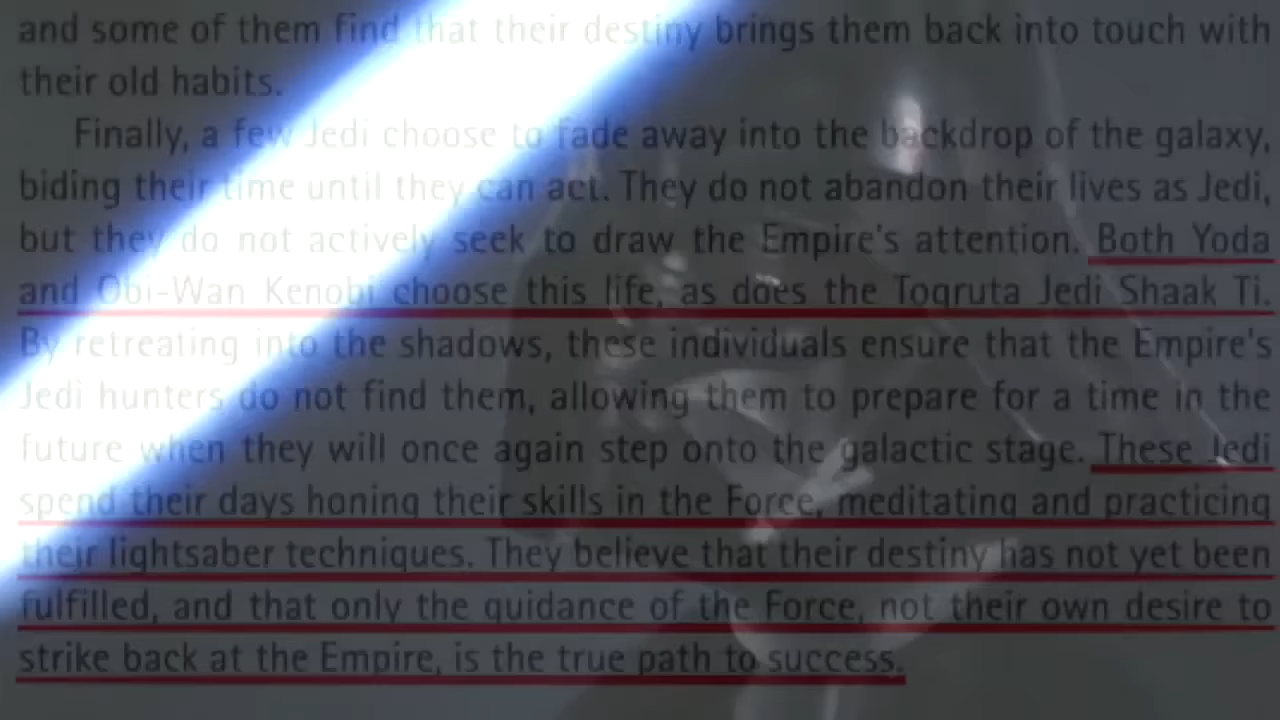 and some of them find that their destiny brings them back into touch with
their old habits.
Finally, a few Jedi choose to fade away into the backdrop of the galaxy,
biding their time until they can act. They do not abandon their lives as Jedi,
but they do not actively seek to draw the Empire's attention. Both Yoda
and Obi-Wan Kenobi choose this life, as does the Togruta Jedi Shaak Ti.
By retreating into the shadows, these individuals ensure that the Empire's
Jedi hunters do not find them, allowing them to prepare for a time in the
future when they will once again step onto the galactic stage. These Jedi
spend their days honing their skills in the Force, meditating and practicing
their lightsaber techniques. They believe that their destiny has not yet been
fulfilled, and that only the guidance of the Force, not their own desire to
strike back at the Empire, is the true path to success.